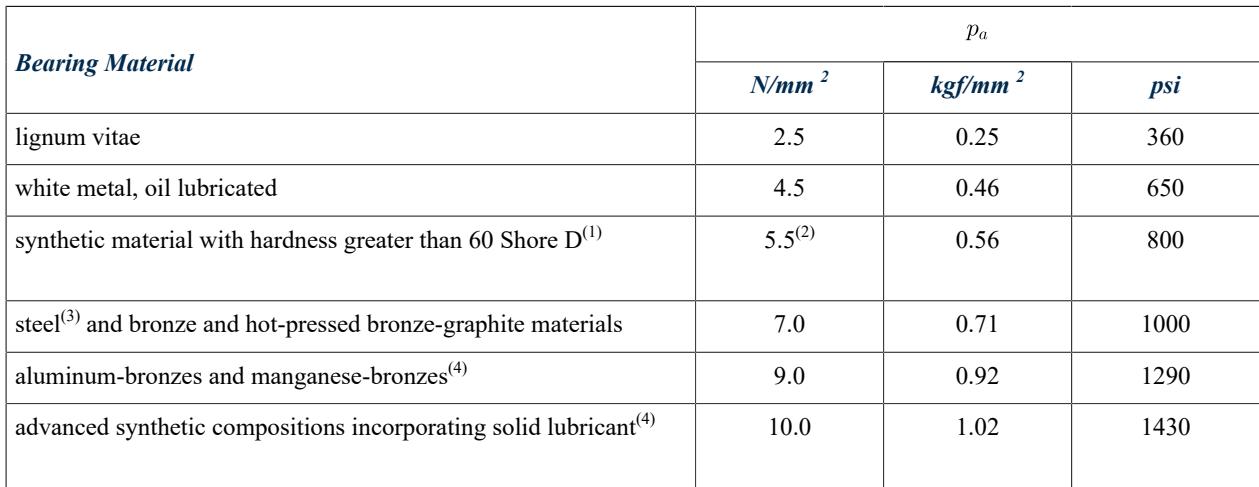 Bearing Material
p_a
N/mm ² kgf/mm ² psi
lignum vitae 2.5 0.25 360
white metal, oil lubricated 4.5 0.46 650
synthetic material with hardness greater than 60 Shore D⁽¹⁾ 5.5⁽²⁾ 0.56 800
steel⁽³⁾ and bronze and hot-pressed bronze-graphite materials 7.0 0.71 1000
aluminum-bronzes and manganese-bronzes⁽⁴⁾ 9.0 0.92 1290
advanced synthetic compositions incorporating solid lubricant⁽⁴⁾ 10.0 1.02 1430